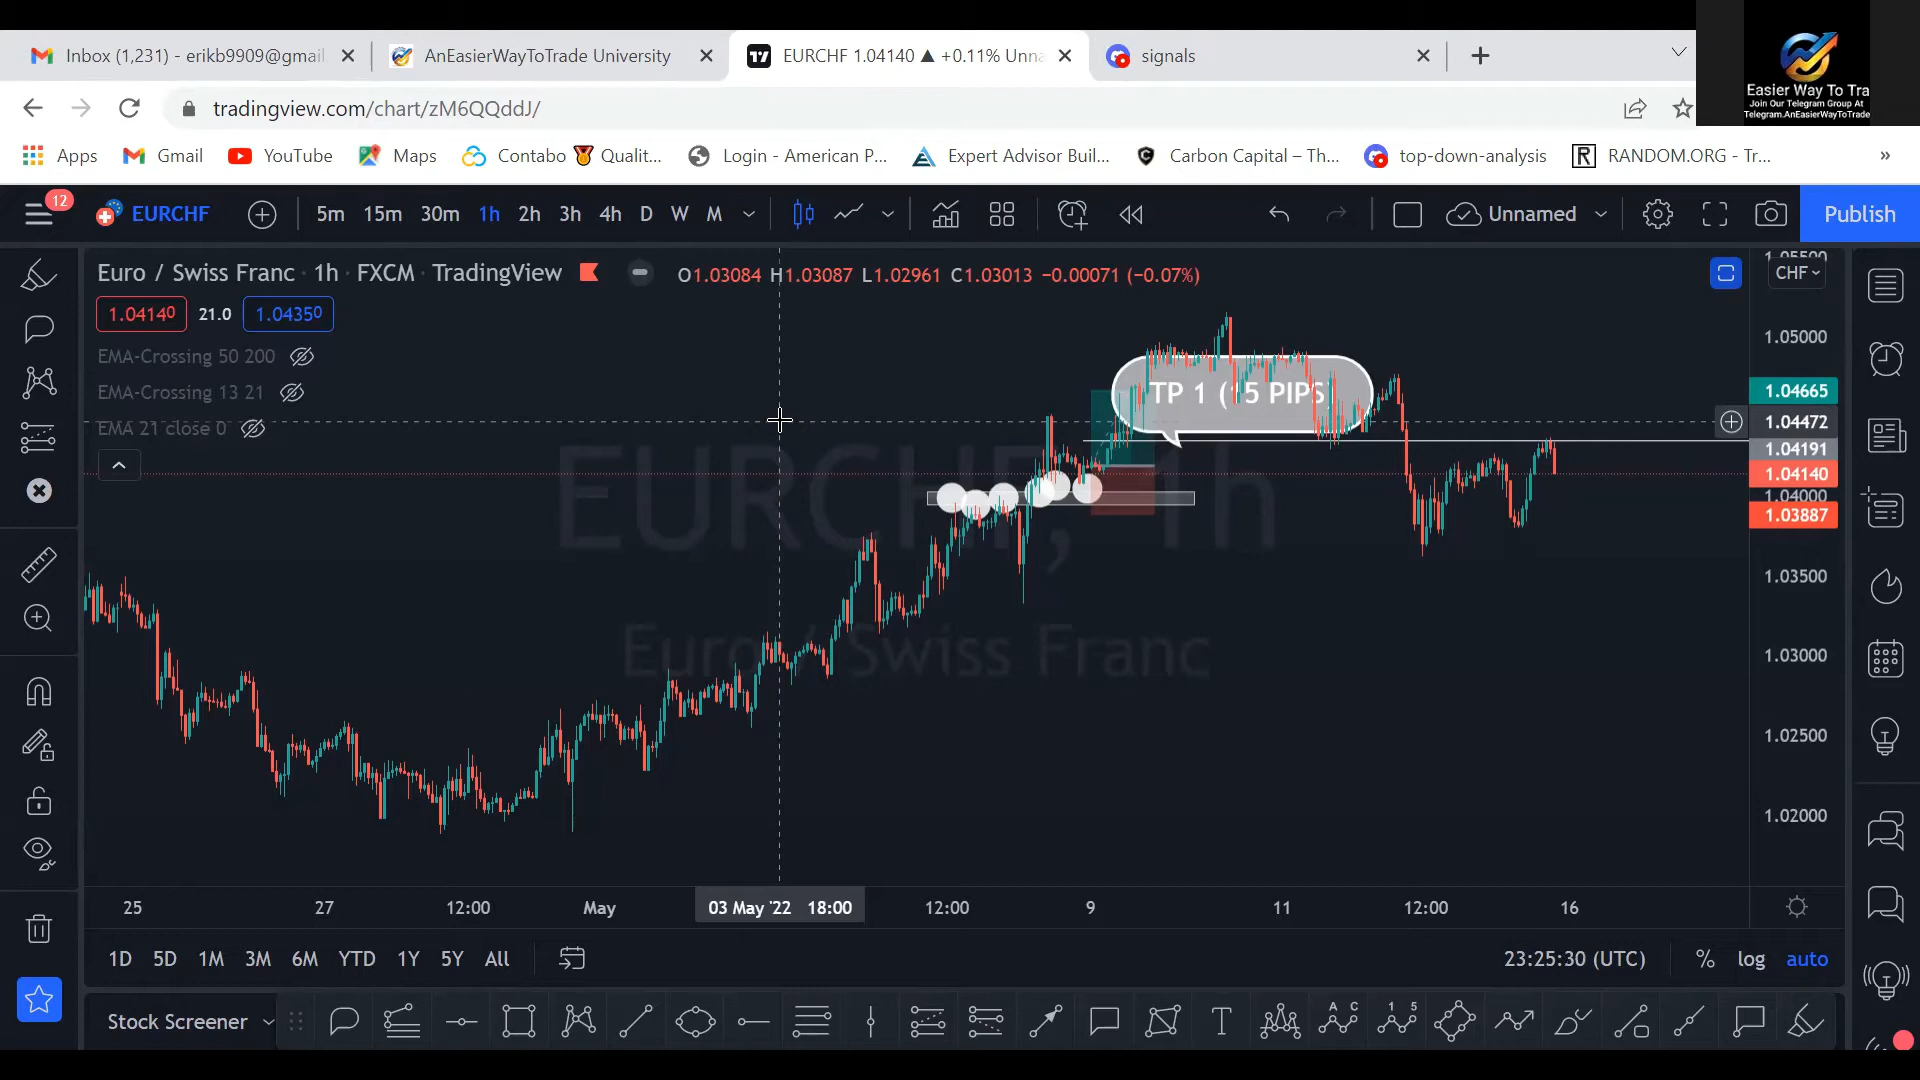 Inbox (1,231) - erikb9909@gmail
AnEasierWayToTrade University
EURCHF 1.04140 ▲ +0.11% Unna
signals
Easier Way To Tra
Join Our Telegram Group At
Telegram.AnEasierWayToTrade
tradingview.com/chart/zM6QQddJ/
Apps
Gmail
YouTube
Maps
Contabo
Qualit...
Login - American P...
Expert Advisor Buil...
Carbon Capital – Th...
top-down-analysis
RANDOM.ORG - Tr...
»
12
EURCHF
5m 15m 30m 1h 2h 3h 4h D W M
Unnamed
Publish
Euro / Swiss Franc · 1h · FXCM · TradingView
O1.03084 H1.03087 L1.02961 C1.03013 −0.00071 (−0.07%)
CHF
1.04140
21.0
1.04350
EMA-Crossing 50 200
EMA-Crossing 13 21
EMA 21 close 0
TP 1 (15 PIPS)
EURCHF, 1h
Euro / Swiss Franc
1.05500
1.05000
1.04665
1.04472
1.04191
1.04140
1.04000
1.03887
1.03500
1.03000
1.02500
1.02000
25
27
12:00
May
03 May '22 18:00
12:00
9
11
12:00
16
1D 5D 1M 3M 6M YTD 1Y 5Y All
23:25:30 (UTC)
%
log
auto
Stock Screener
T
A C
1 5